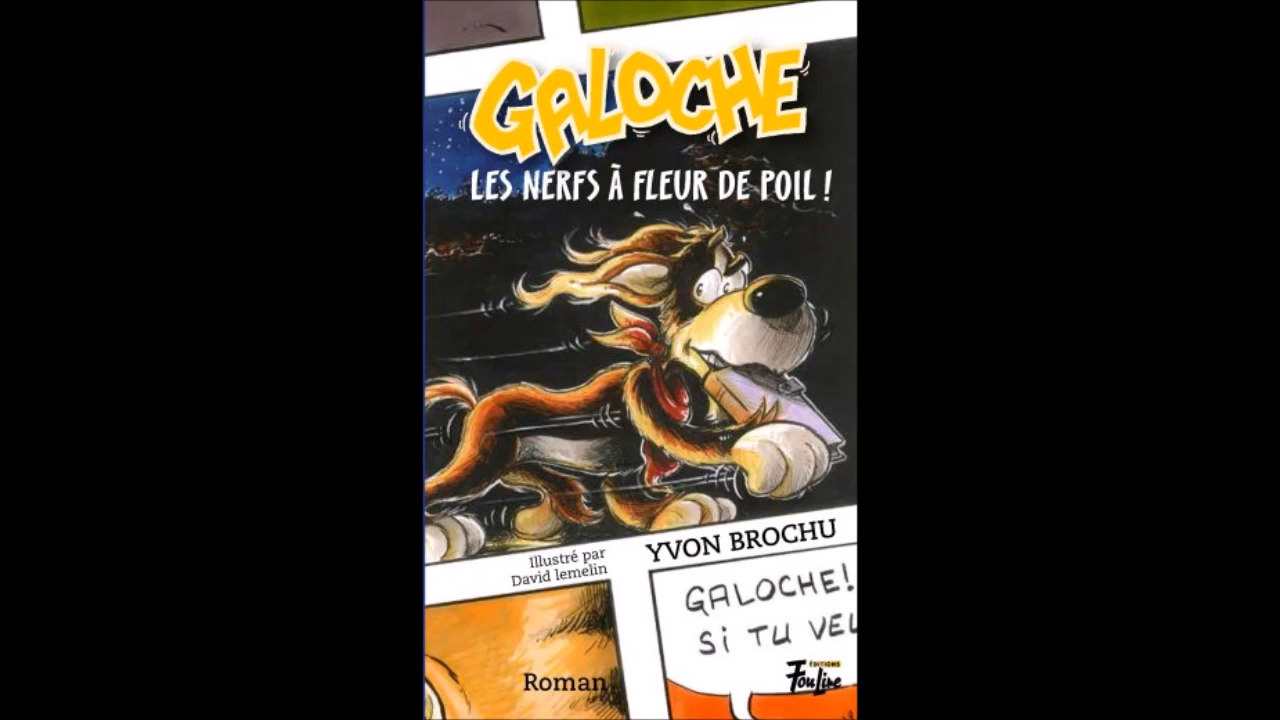 GALOCHE
LES NERFS À FLEUR DE POIL !
Illustré par
David lemelin
YVON BROCHU
GALOCHE!
Si TU VEU
Roman
ÉDITIONS
FouLire